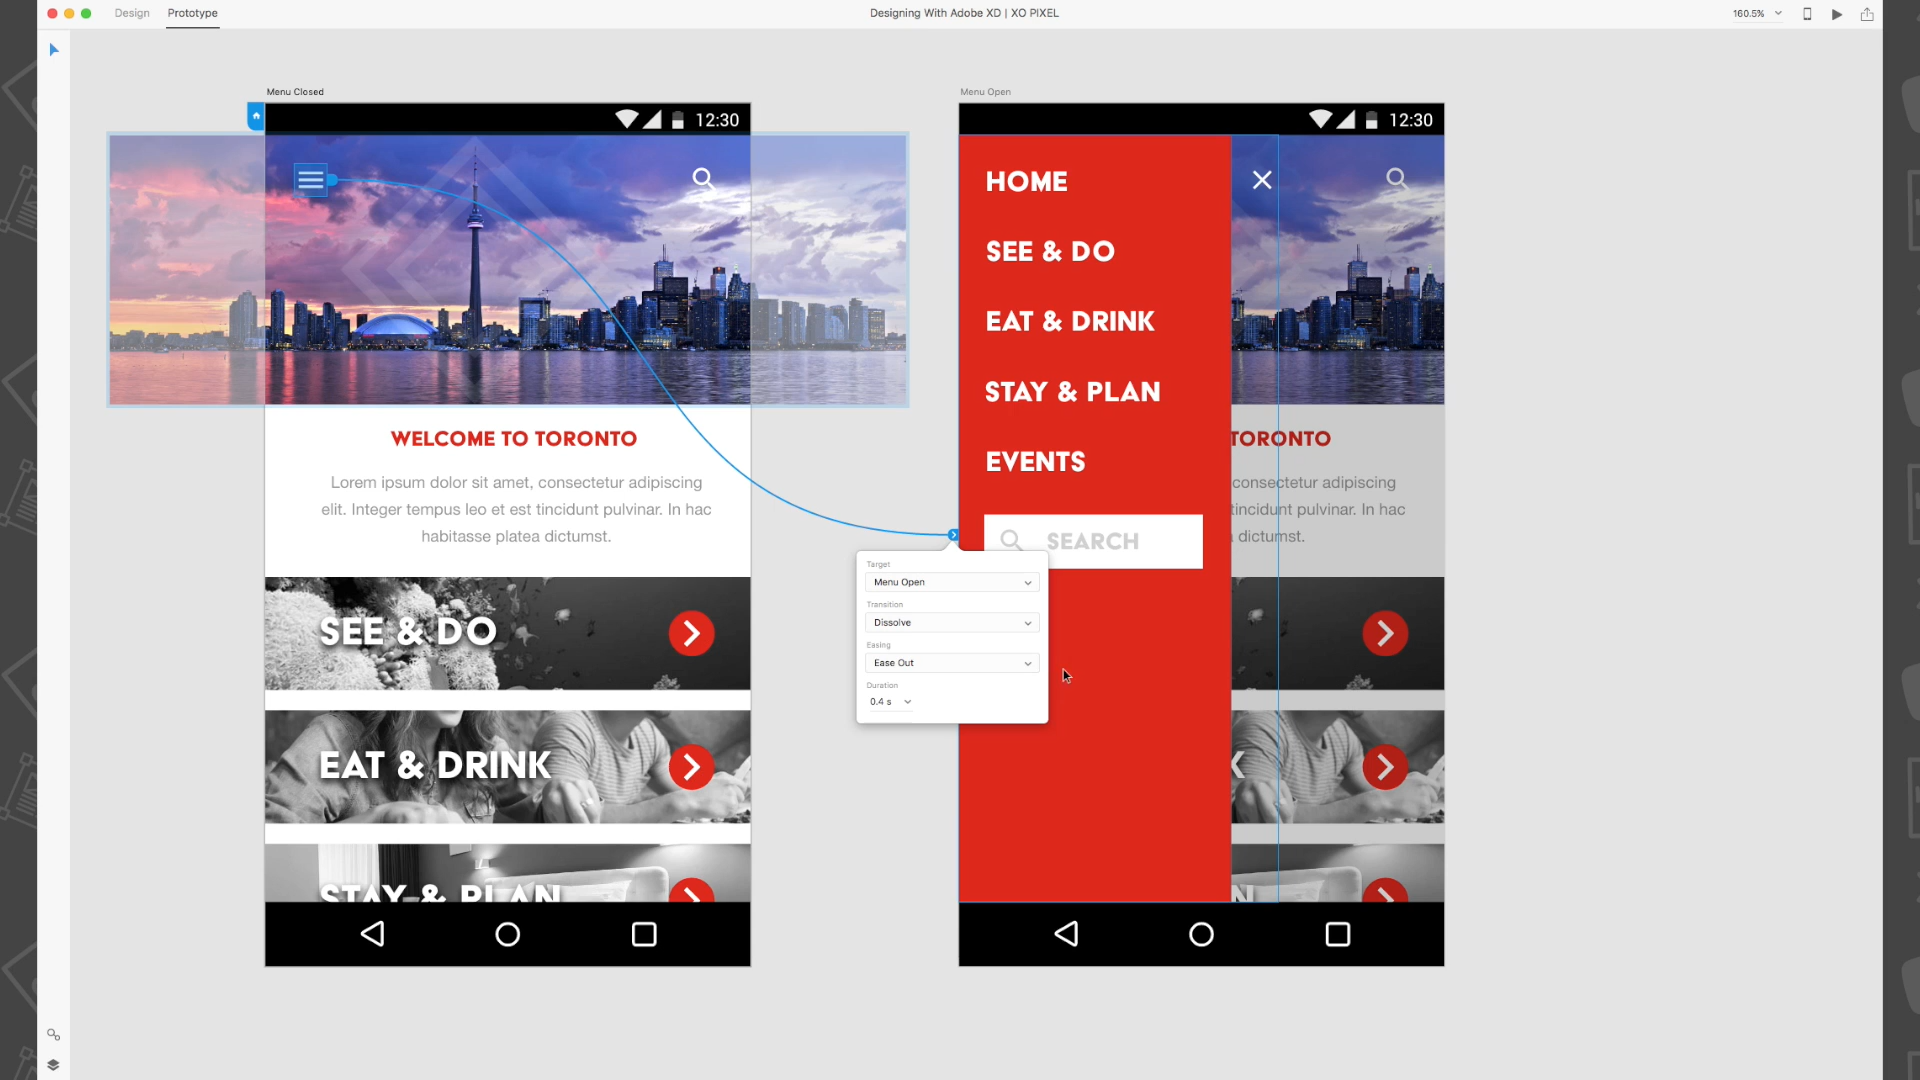 Design
Prototype
Designing With Adobe XD | XO PIXEL
160.5%
Menu Closed
12:30
WELCOME TO TORONTO
Lorem ipsum dolor sit amet, consectetur adipiscing
elit. Integer tempus leo et est tincidunt pulvinar. In hac
habitasse platea dictumst.
SEE & DO
EAT & DRINK
STAY & PLAN
Menu Open
12:30
HOME
SEE & DO
EAT & DRINK
STAY & PLAN
EVENTS
SEARCH
TORONTO
consectetur adipiscing
tincidunt pulvinar. In hac
dictumst.
K
N
Target
Menu Open
Transition
Dissolve
Easing
Ease Out
Duration
0.4 s